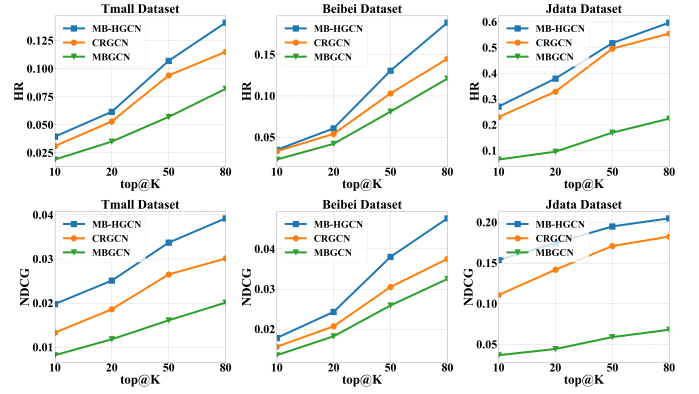 Tmall Dataset
HR
0.125
0.100
0.075
0.050
0.025
MB-HGCN
CRGCN
MBGCN
10 20 50 80
top@K
Beibei Dataset
HR
0.15
0.10
0.05
MB-HGCN
CRGCN
MBGCN
10 20 50 80
top@K
Jdata Dataset
HR
0.6
0.5
0.4
0.3
0.2
0.1
MB-HGCN
CRGCN
MBGCN
10 20 50 80
top@K
Tmall Dataset
NDCG
0.04
0.03
0.02
0.01
MB-HGCN
CRGCN
MBGCN
10 20 50 80
top@K
Beibei Dataset
NDCG
0.04
0.03
0.02
MB-HGCN
CRGCN
MBGCN
10 20 50 80
top@K
Jdata Dataset
NDCG
0.20
0.15
0.10
0.05
MB-HGCN
CRGCN
MBGCN
10 20 50 80
top@K